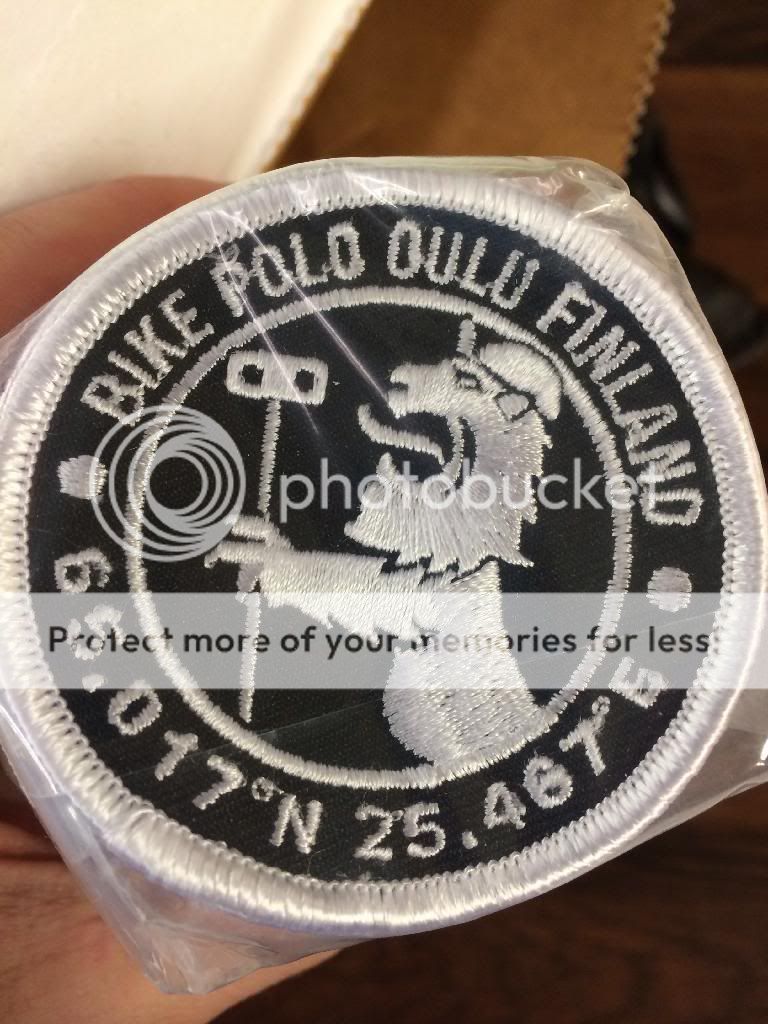 BIKE POLO OULU FINLAND
65.017°N 25.467°E
photobucket
Protect more of your memories for less!